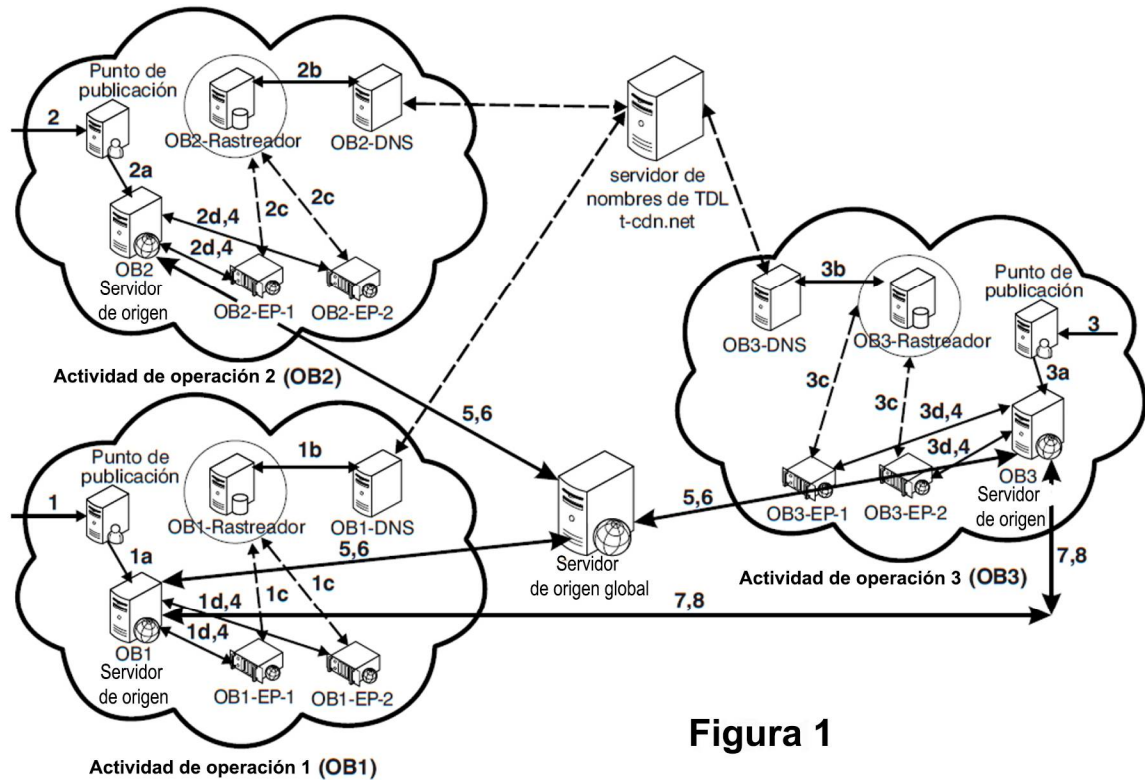 Punto de
publicación
2
2b
OB2-Rastreador
OB2-DNS
2a
2c
2c
2d,4
2d,4
OB2
Servidor
de origen
OB2-EP-1
OB2-EP-2
Actividad de operación 2 (OB2)
servidor de
nombres de TDL
t-cdn.net
3b
Punto de
publicación
OB3-DNS
OB3-Rastreador
3
3a
3c
3c
3d,4
3d,4
OB3
Servidor
de origen
OB3-EP-1
OB3-EP-2
Actividad de operación 3 (OB3)
5,6
5,6
5,6
Servidor
de origen global
7,8
7,8
Punto de
publicación
1
1b
OB1-Rastreador
OB1-DNS
1a
1c
1c
1d,4
1d,4
OB1
Servidor
de origen
OB1-EP-1
OB1-EP-2
Actividad de operación 1 (OB1)
Figura 1